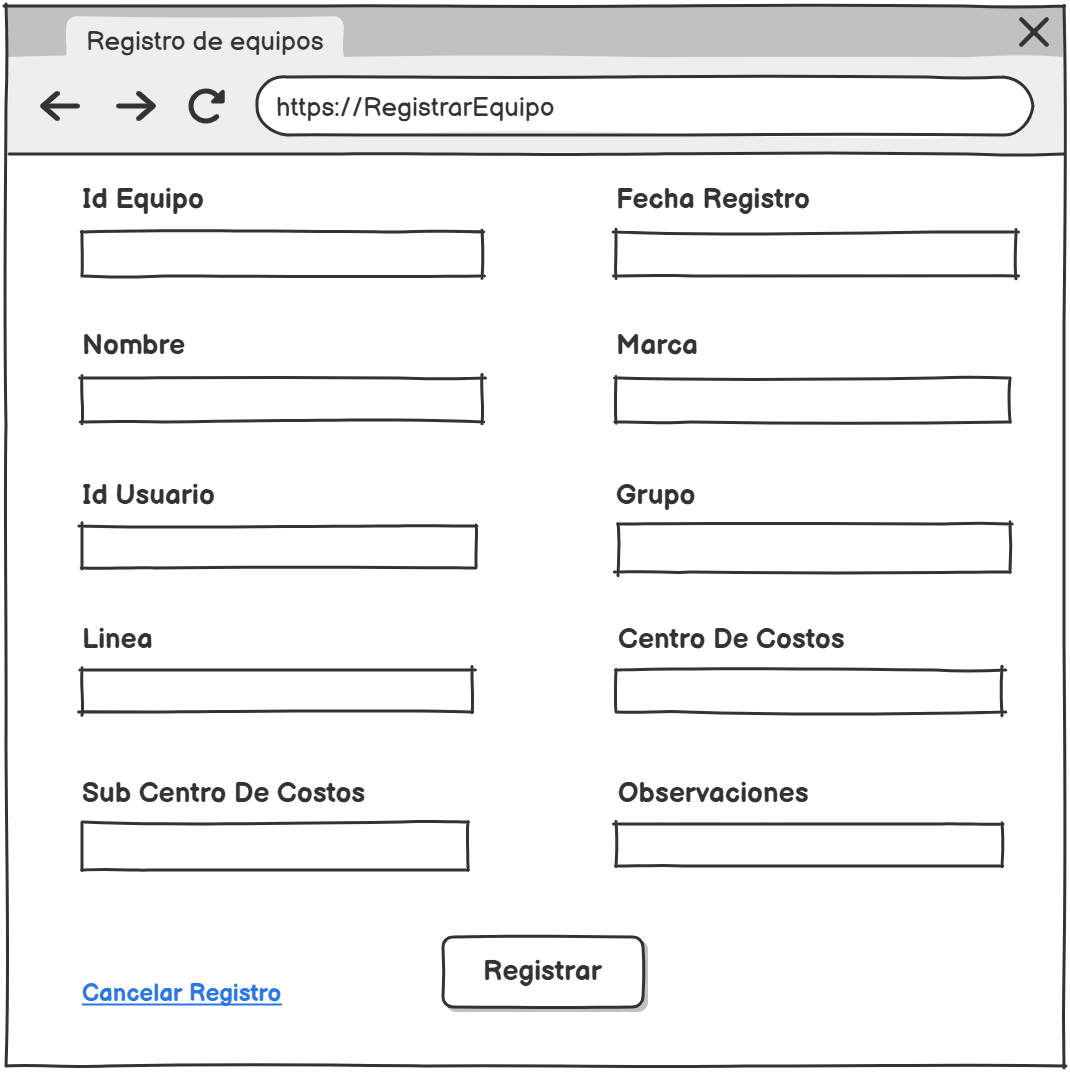 Registro de equipos
https://RegistrarEquipo
Id Equipo
Fecha Registro
Nombre
Marca
Id Usuario
Grupo
Linea
Centro De Costos
Sub Centro De Costos
Observaciones
Registrar
Cancelar Registro